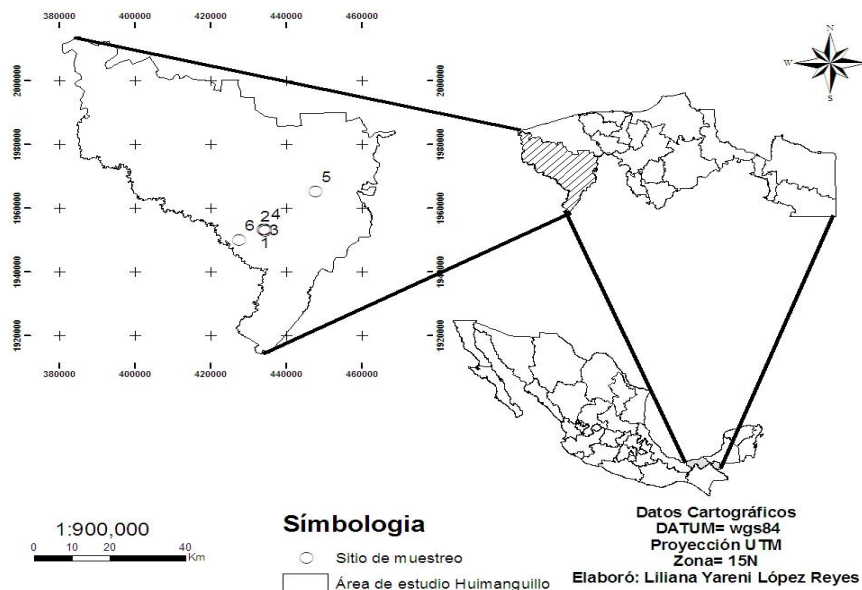 380000 400000 420000 440000 460000
N
W
S
2000000
1980000
1960000
1940000
1920000
2000000
1980000
1960000
1940000
1920000
5
6
2 4
3
1
380000 400000 420000 440000 460000
1:900,000
0 10 20 40
Km
Símbologia
Sitio de muestreo
Área de estudio Huimanguillo
Datos Cartográficos
DATUM= wgs84
Proyección UTM
Zona= 15N
Elaboró: Liliana Yareni López Reyes